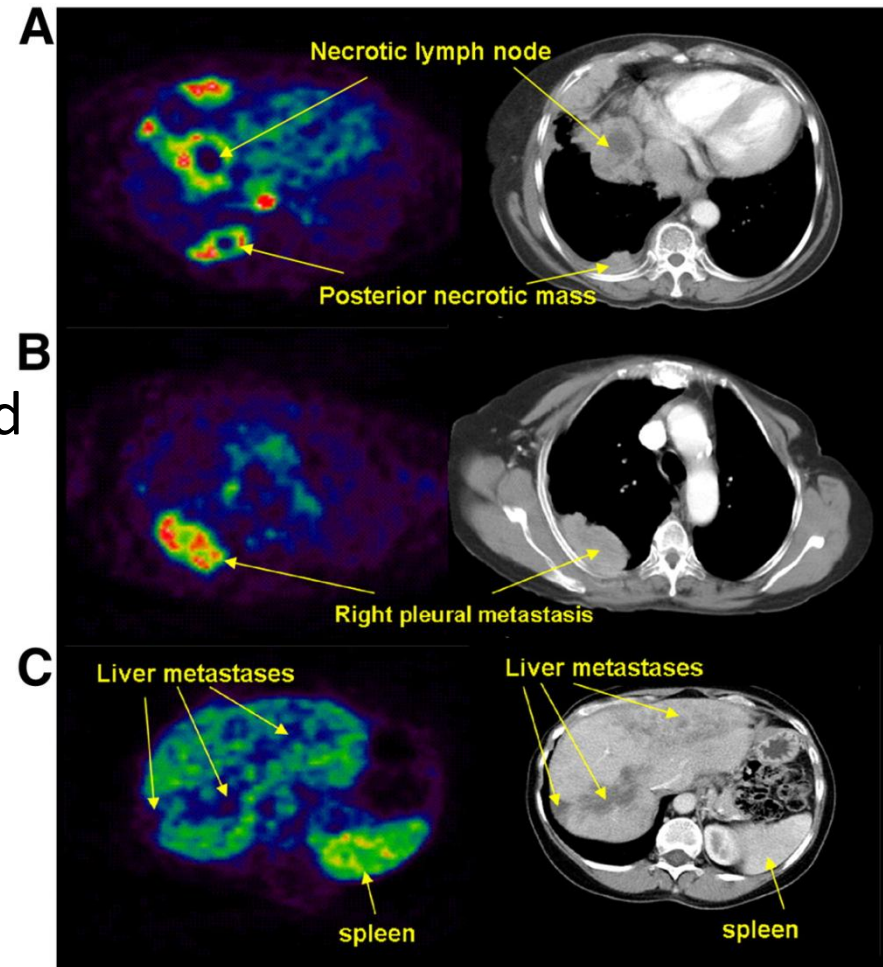 A
Necrotic lymph node
Posterior necrotic mass
B
d
Right pleural metastasis
C
Liver metastases
Liver metastases
spleen
spleen